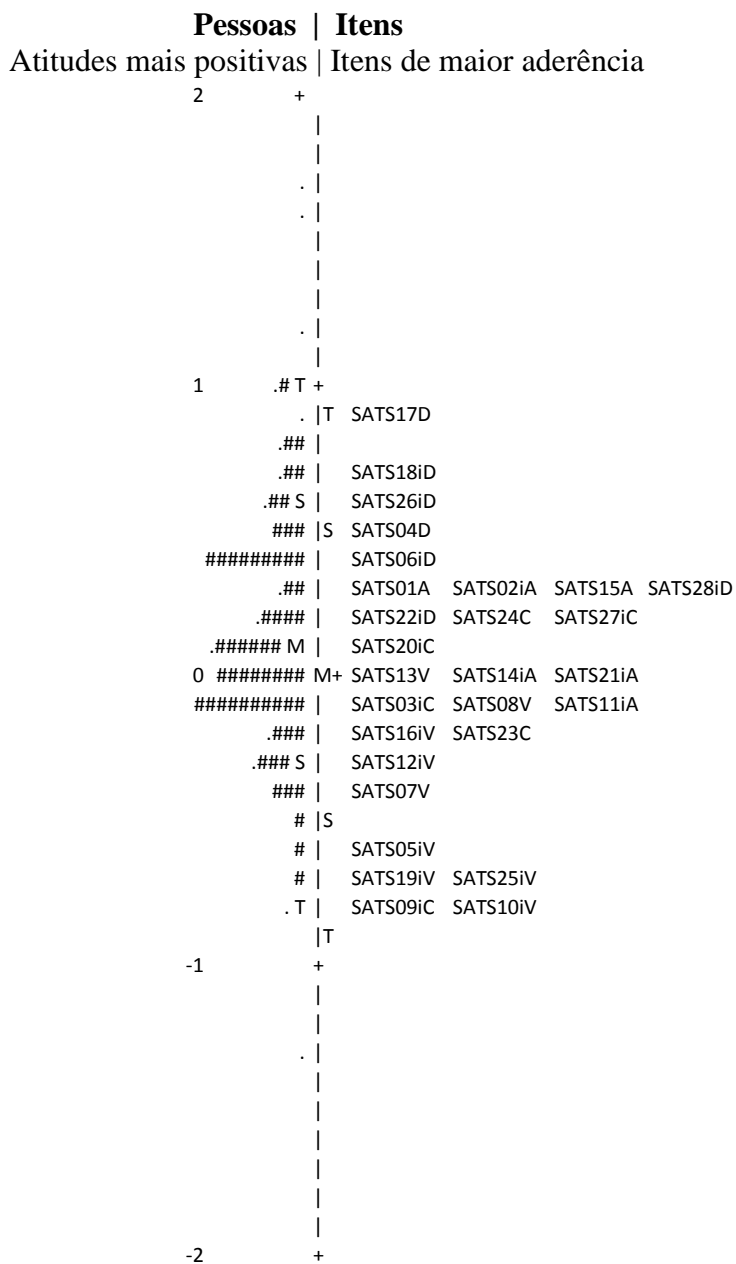 Pessoas | Itens
Atitudes mais positivas | Itens de maior aderência
2 +
|
|
. |
. |
|
|
|
. |
|
1 .# T +
. |T SATS17D
.## |
.## | SATS18iD
.## S | SATS26iD
### |S SATS04D
######### | SATS06iD
.## | SATS01A SATS02iA SATS15A SATS28iD
.#### | SATS22iD SATS24C SATS27iC
.###### M | SATS20iC
0 ######## M+ SATS13V SATS14iA SATS21iA
########## | SATS03iC SATS08V SATS11iA
.### | SATS16iV SATS23C
.### S | SATS12iV
### | SATS07V
# |S
# | SATS05iV
# | SATS19iV SATS25iV
. T | SATS09iC SATS10iV
|T
-1 +
|
|
. |
|
|
|
|
|
|
-2 +